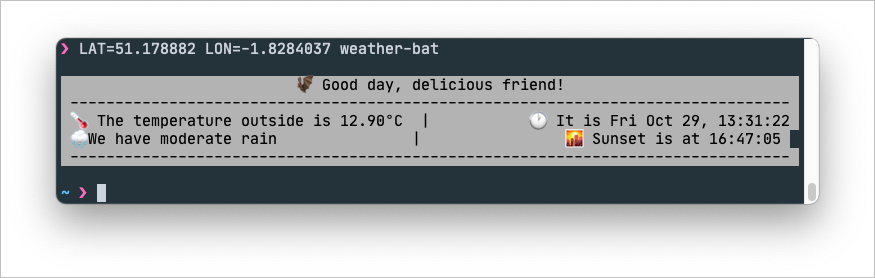 ❯ LAT=51.178882 LON=-1.8284037 weather-bat
🦇 Good day, delicious friend!
--------------------------------------------------------------------------------
🌡️ The temperature outside is 12.90°C | 🕐 It is Fri Oct 29, 13:31:22
🌧️We have moderate rain | 🌇 Sunset is at 16:47:05
--------------------------------------------------------------------------------
~ ❯